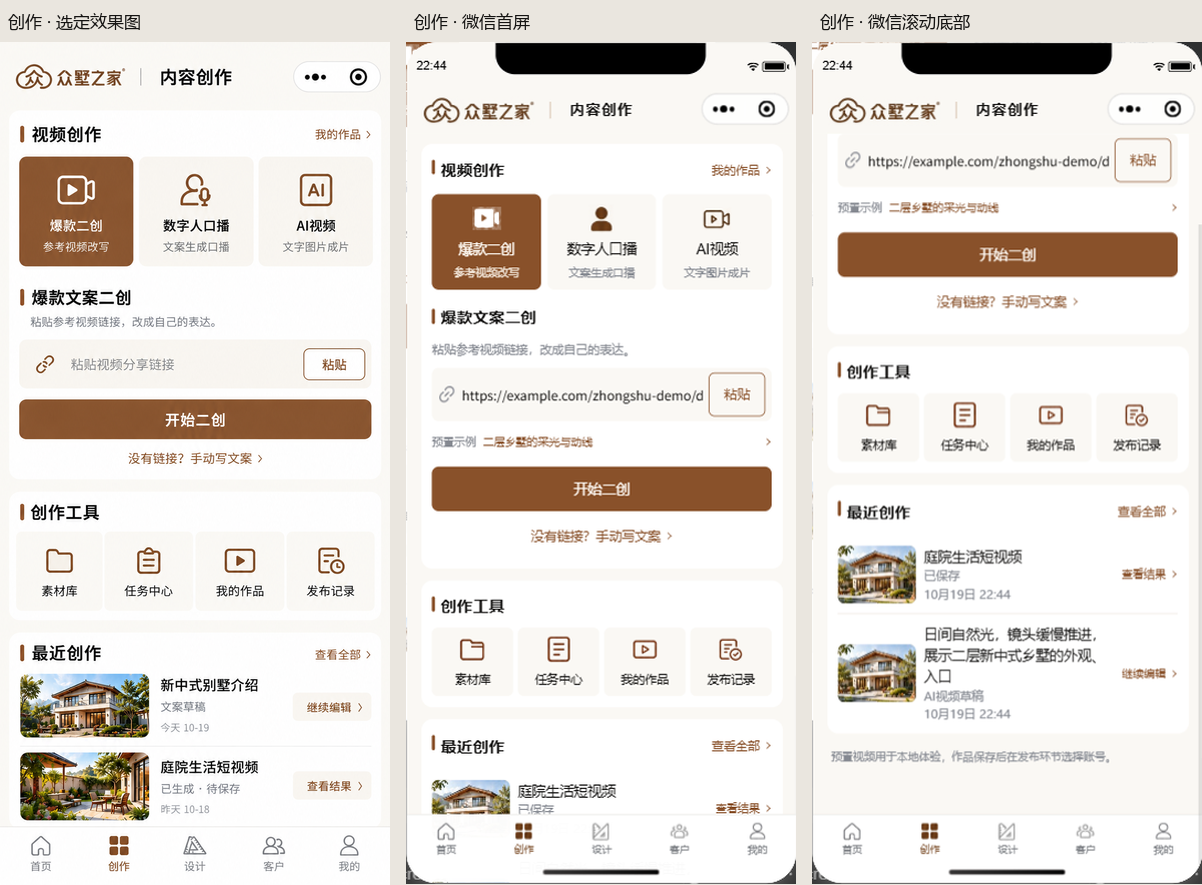 创作 · 选定效果图
众墅之家
内容创作
视频创作
我的作品 >
爆款二创
参考视频改写
数字人口播
文案生成口播
AI
AI视频
文字图片成片
爆款文案二创
粘贴参考视频链接，改成自己的表达。
粘贴视频分享链接
粘贴
开始二创
没有链接？手动写文案 >
创作工具
素材库
任务中心
我的作品
发布记录
最近创作
查看全部 >
新中式别墅介绍
文案草稿
今天 10-19
继续编辑 >
庭院生活短视频
已生成 · 待保存
昨天 10-18
查看结果 >
首页
创作
设计
客户
我的
创作 · 微信首屏
22:44
众墅之家
内容创作
视频创作
我的作品 >
爆款二创
参考视频改写
数字人口播
文案生成口播
AI视频
文字图片成片
爆款文案二创
粘贴参考视频链接，改成自己的表达。
https://example.com/zhongshu-demo/d
粘贴
预置示例 二层乡墅的采光与动线 >
开始二创
没有链接？手动写文案 >
创作工具
素材库
任务中心
我的作品
发布记录
最近创作
查看全部 >
庭院生活短视频
已保存
查看结果 >
首页
创作
设计
客户
我的
创作 · 微信滚动底部
22:44
众墅之家
内容创作
https://example.com/zhongshu-demo/d
粘贴
预置示例 二层乡墅的采光与动线 >
开始二创
没有链接？手动写文案 >
创作工具
素材库
任务中心
我的作品
发布记录
最近创作
查看全部 >
庭院生活短视频
已保存
10月19日 22:44
查看结果 >
日间自然光，镜头缓慢推进，
展示二层新中式乡墅的外观、
入口
AI视频草稿
10月19日 22:44
继续编辑 >
预置视频用于本地体验，作品保存后在发布环节选择账号。
首页
创作
设计
客户
我的